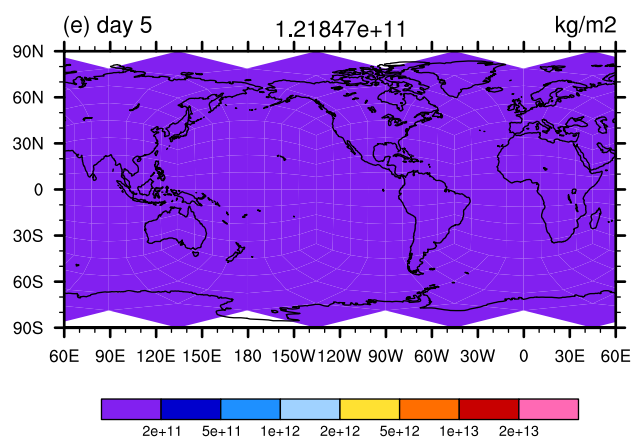 (e) day 5 1.21847e+11 kg/m2
90N
60N
30N
0
30S
60S
90S
60E 90E 120E 150E 180 150W 120W 90W 60W 30W 0 30E 60E
2e+11 5e+11 1e+12 2e+12 5e+12 1e+13 2e+13